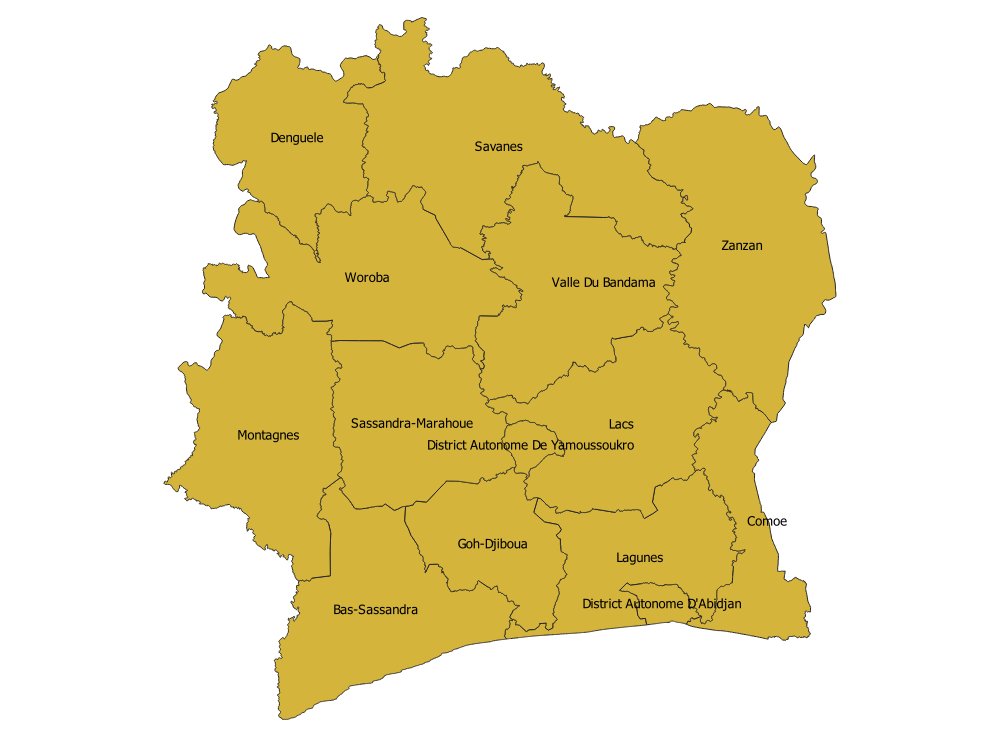 Denguele
Savanes
Zanzan
Woroba
Valle Du Bandama
Sassandra-Marahoue
Lacs
Montagnes
District Autonome De Yamoussoukro
Comoe
Goh-Djiboua
Lagunes
District Autonome D'Abidjan
Bas-Sassandra